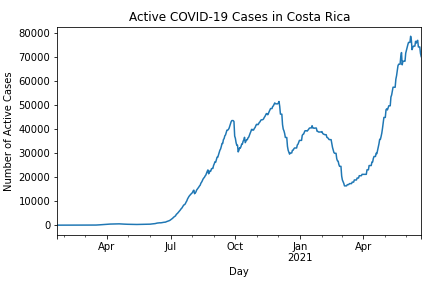 Active COVID-19 Cases in Costa Rica
Number of Active Cases
80000
70000
60000
50000
40000
30000
20000
10000
0
Apr
Jul
Oct
Jan
2021
Apr
Day